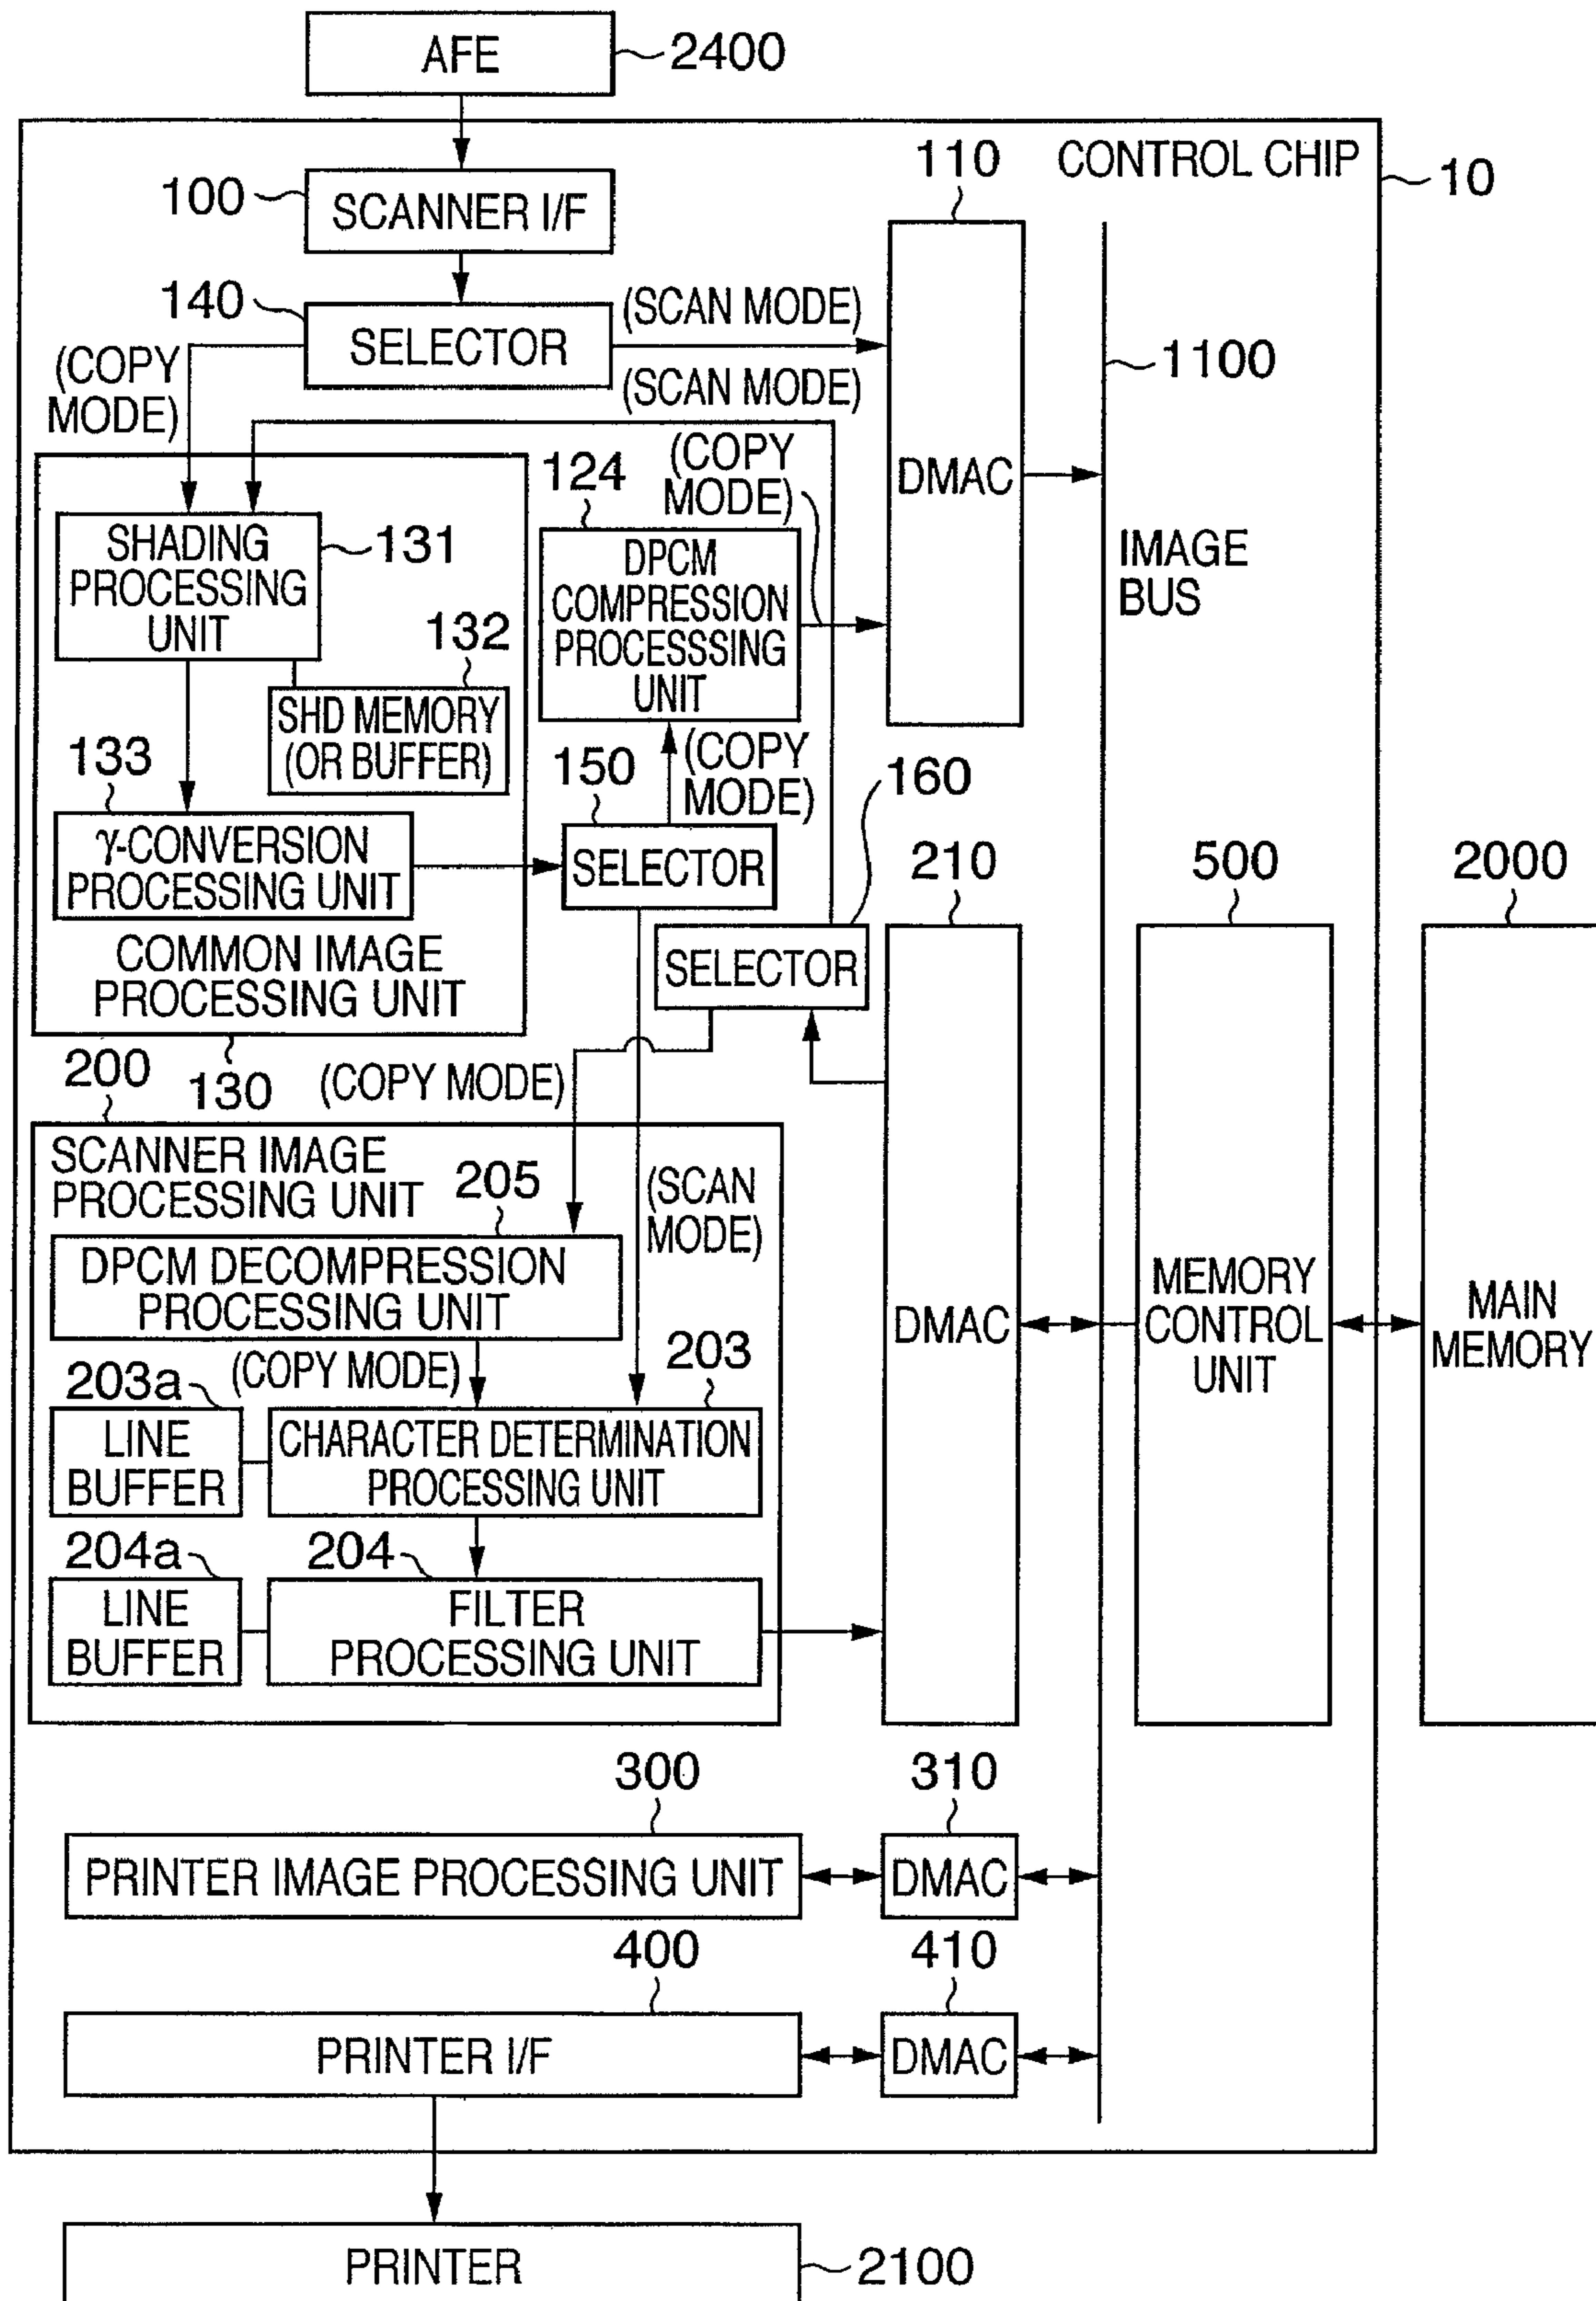 AFE
2400
CONTROL CHIP
10
100
SCANNER I/F
110
140
SELECTOR
(SCAN MODE)
(SCAN MODE)
(COPY
MODE)
1100
DMAC
IMAGE
BUS
(COPY
MODE)
124
DPCM
COMPRESSION
PROCESSSING
UNIT
SHADING
PROCESSING
UNIT
131
132
SHD MEMORY
(OR BUFFER)
133
γ-CONVERSION
PROCESSING UNIT
COMMON IMAGE
PROCESSING UNIT
130
150
SELECTOR
(COPY
MODE)
160
SELECTOR
210
500
2000
200
(COPY MODE)
SCANNER IMAGE
PROCESSING UNIT
205
(SCAN
MODE)
DPCM DECOMPRESSION
PROCESSING UNIT
DMAC
MEMORY
CONTROL
UNIT
MAIN
MEMORY
(COPY MODE)
203
203a
LINE
BUFFER
CHARACTER DETERMINATION
PROCESSING UNIT
204a
204
LINE
BUFFER
FILTER
PROCESSING UNIT
300
310
PRINTER IMAGE PROCESSING UNIT
DMAC
400
410
PRINTER I/F
DMAC
PRINTER
2100